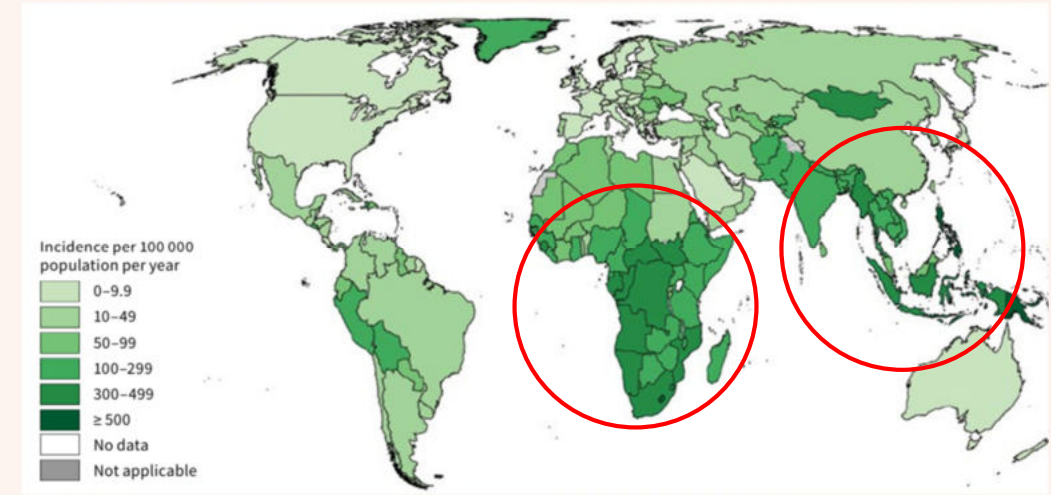 Incidence per 100 000
population per year
0–9.9
10–49
50–99
100–299
300–499
≥ 500
No data
Not applicable